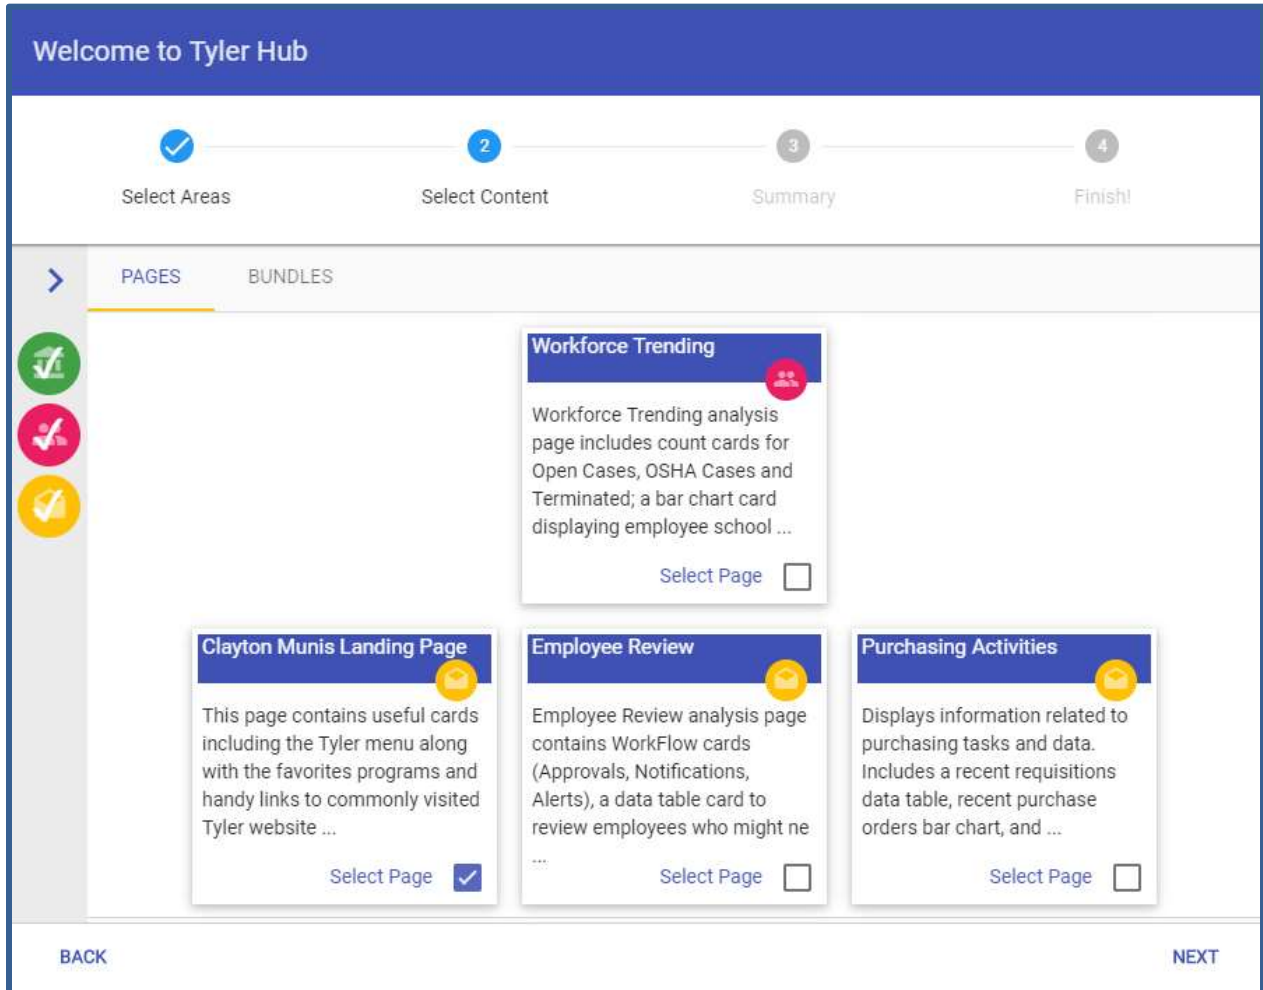 Welcome to Tyler Hub
2
3
4
Select Areas
Select Content
Summary
Finish!
PAGES
BUNDLES
Workforce Trending
Workforce Trending analysis
page includes count cards for
Open Cases, OSHA Cases and
Terminated; a bar chart card
displaying employee school ...
Select Page
Clayton Munis Landing Page
This page contains useful cards
including the Tyler menu along
with the favorites programs and
handy links to commonly visited
Tyler website ...
Select Page
Employee Review
Employee Review analysis page
contains WorkFlow cards
(Approvals, Notifications,
Alerts), a data table card to
review employees who might ne
...
Select Page
Purchasing Activities
Displays information related to
purchasing tasks and data.
Includes a recent requisitions
data table, recent purchase
orders bar chart, and ...
Select Page
BACK
NEXT